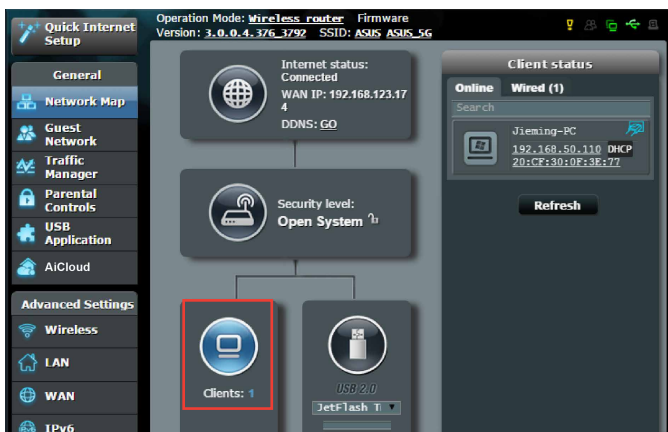 Quick Internet
Setup
Operation Mode: Wireless router Firmware
Version: 3.0.0.4.376_3792 SSID: ASUS ASUS_5G
General
Network Map
Guest
Network
Traffic
Manager
Parental
Controls
USB
Application
AiCloud
Advanced Settings
Wireless
LAN
WAN
IPv6
Internet status:
Connected
WAN IP: 192.168.123.17
4
DDNS: GO
Security level:
Open System
Clients: 1
USB 2.0
JetFlash T
Client status
Online Wired (1)
Search
Jieming-PC
192.168.50.110 DHCP
20:CF:30:0F:3E:77
Refresh